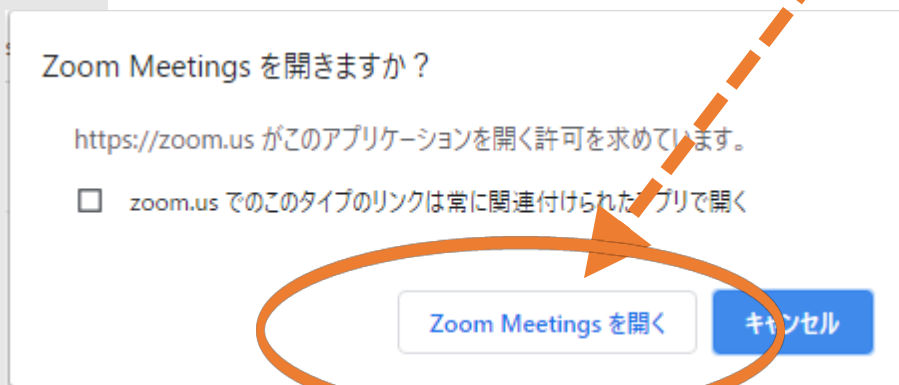 Zoom Meetings を開きますか？
https://zoom.us がこのアプリケーションを開く許可を求めています。
zoom.us でのこのタイプのリンクは常に関連付けられたアプリで開く
Zoom Meetings を開く
キャンセル